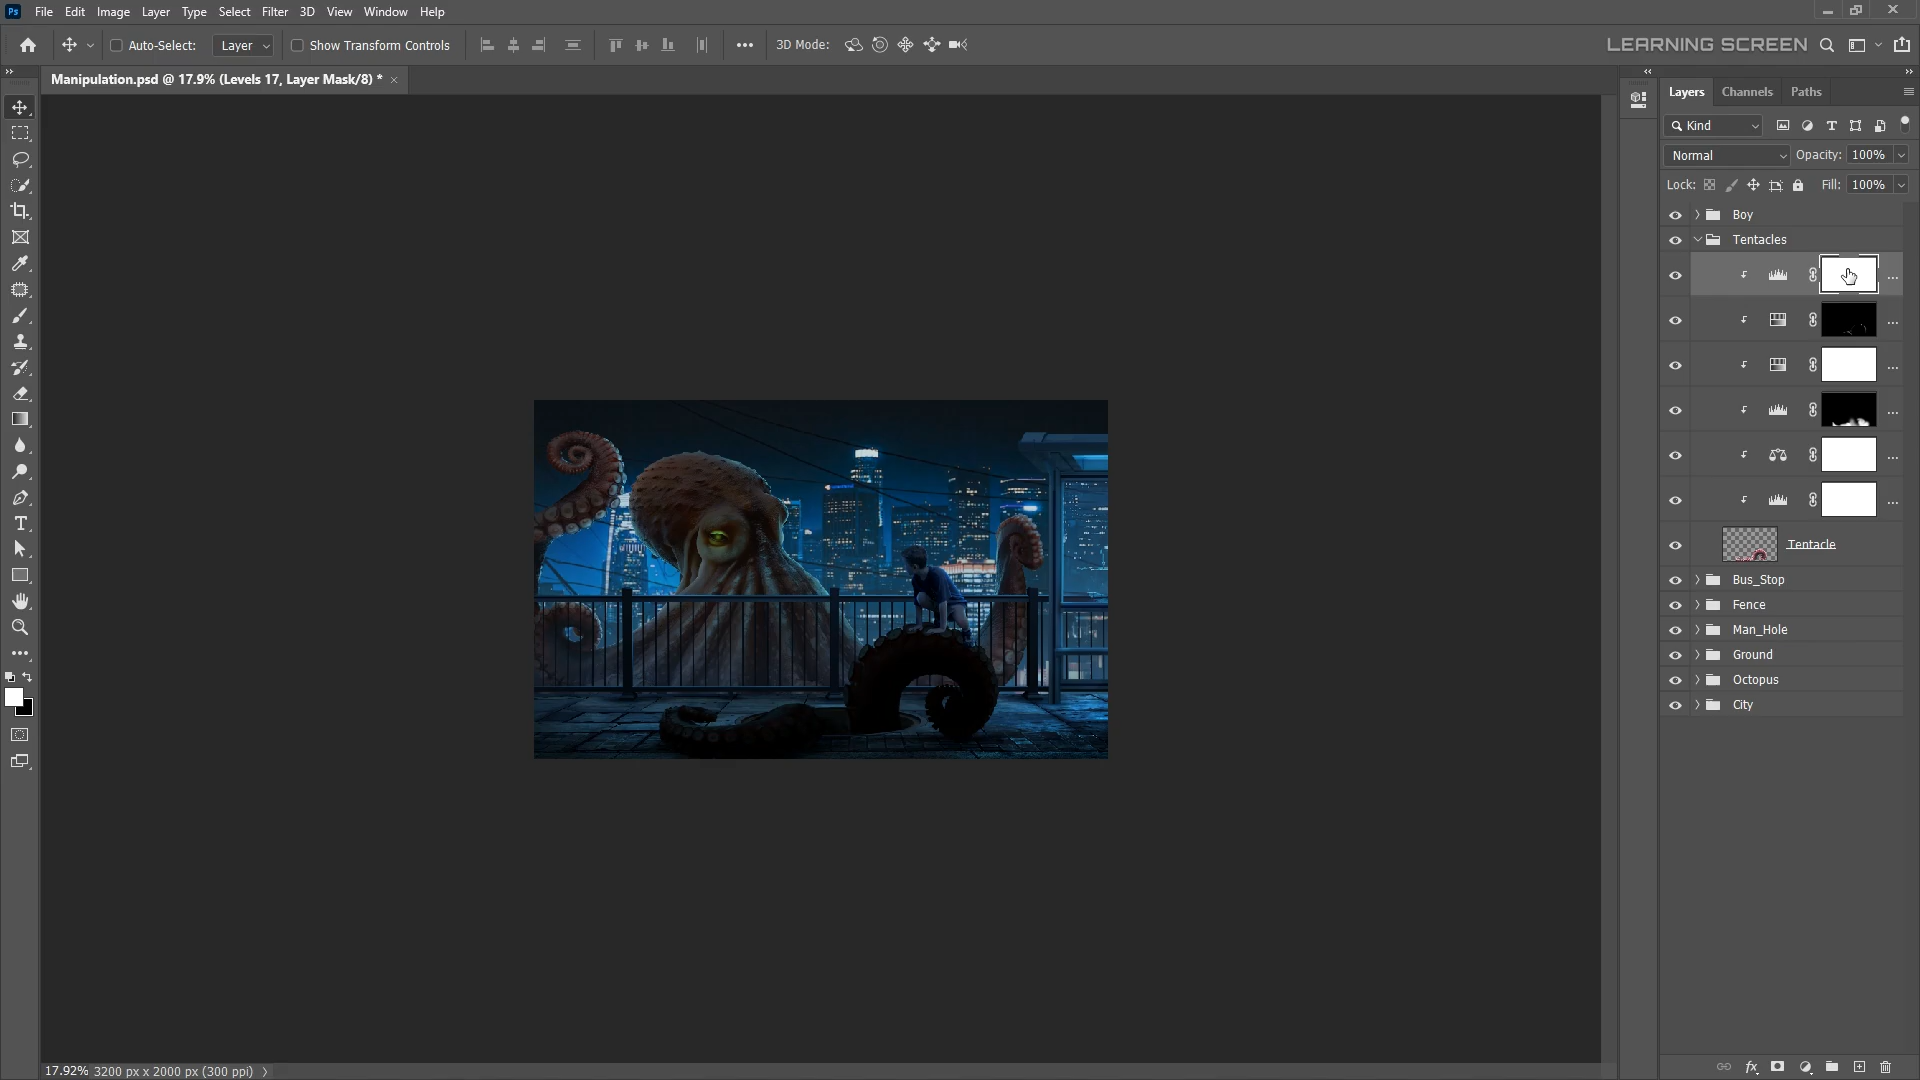 Ps File Edit Image Layer Type Select Filter 3D View Window Help
Auto-Select: Layer Show Transform Controls 3D Mode: LEARNING SCREEN
Manipulation.psd @ 17.9% (Levels 17, Layer Mask/8) *
Layers Channels Paths
Kind
Normal Opacity: 100%
Lock: Fill: 100%
Boy
Tentacles
Tentacle
Bus_Stop
Fence
Man_Hole
Ground
Octopus
City
17.92% 3200 px x 2000 px (300 ppi)